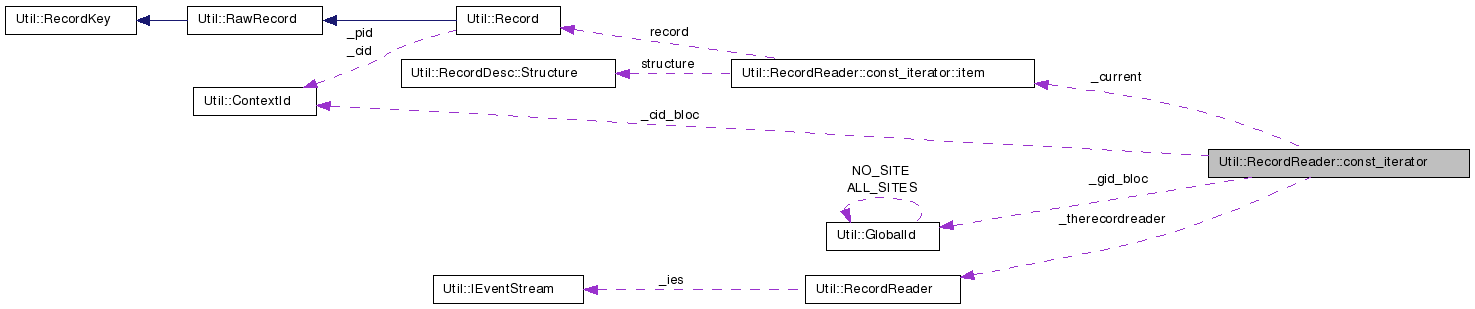 Util::RecordKey
Util::RawRecord
Util::Record
_pid
_cid
record
Util::RecordDesc::Structure
structure
Util::RecordReader::const_iterator::item
_current
Util::ContextId
_cid_bloc
Util::RecordReader::const_iterator
NO_SITE
ALL_SITES
_gid_bloc
_therecordreader
Util::GlobalId
Util::IEventStream
_ies
Util::RecordReader